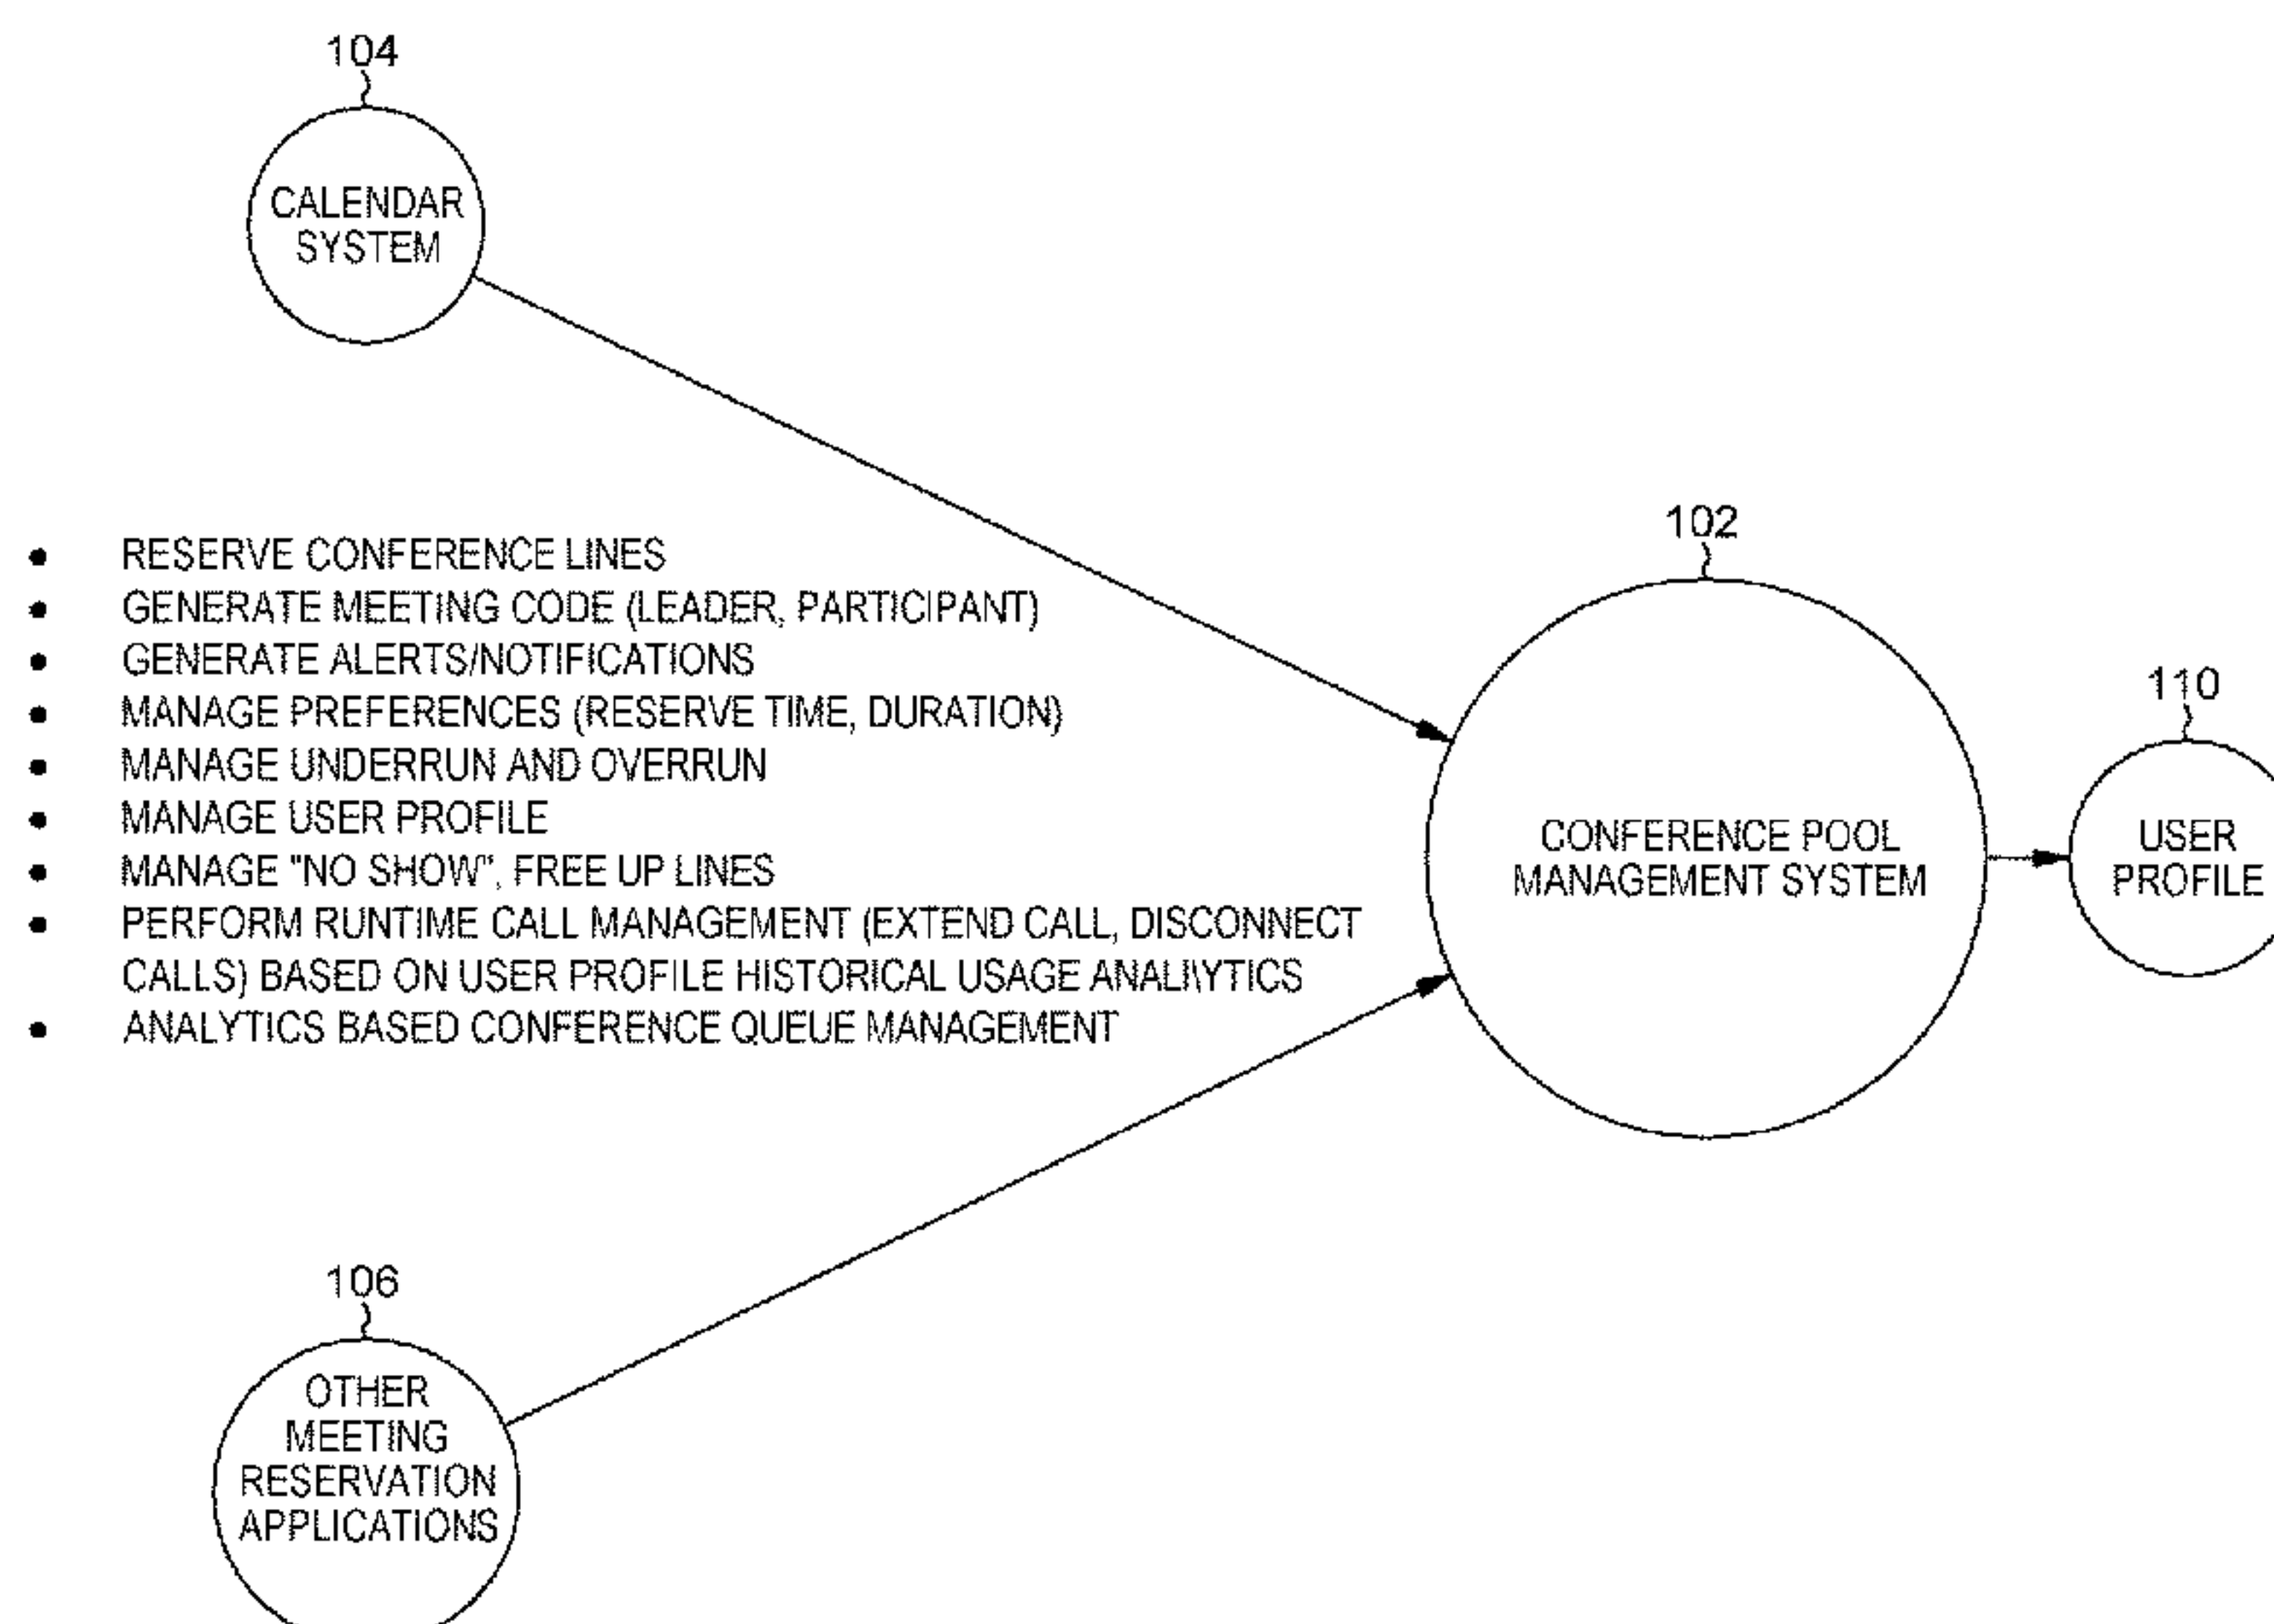 104
CALENDAR
SYSTEM
• RESERVE CONFERENCE LINES
• GENERATE MEETING CODE (LEADER, PARTICIPANT)
• GENERATE ALERTS/NOTIFICATIONS
• MANAGE PREFERENCES (RESERVE TIME, DURATION)
• MANAGE UNDERRUN AND OVERRUN
• MANAGE USER PROFILE
• MANAGE "NO SHOW", FREE UP LINES
• PERFORM RUNTIME CALL MANAGEMENT (EXTEND CALL, DISCONNECT
CALLS) BASED ON USER PROFILE HISTORICAL USAGE ANALI\YTICS
• ANALYTICS BASED CONFERENCE QUEUE MANAGEMENT
102
CONFERENCE POOL
MANAGEMENT SYSTEM
110
USER
PROFILE
106
OTHER
MEETING
RESERVATION
APPLICATIONS